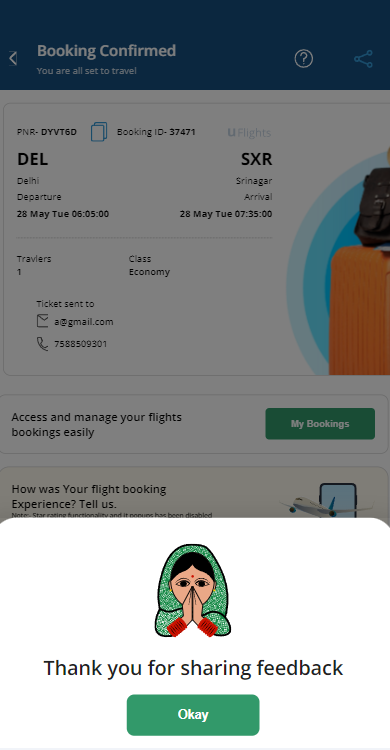 Booking Confirmed
You are all set to travel
PNR- DYVT6D Booking ID- 37471 uFlights
DEL SXR
Delhi Srinagar
Departure Arrival
28 May Tue 06:05:00 28 May Tue 07:35:00
Travlers Class
1 Economy
Ticket sent to
a@gmail.com
7588509301
Access and manage your flights
bookings easily
My Bookings
How was Your flight booking
Experience? Tell us.
Note:- Star rating functionality and it popups has been disabled
Thank you for sharing feedback
Okay